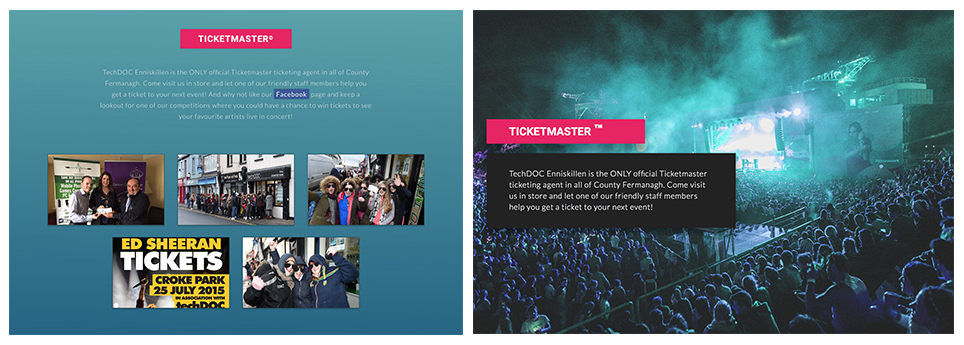 TICKETMASTER®
TechDOC Enniskillen is the ONLY official Ticketmaster ticketing agent in all of County
Fermanagh. Come visit us in store and let one of our friendly staff members help you
get a ticket to your next event! And why not like our Facebook page and keep a
lookout for one of our competitions where you could have a chance to win tickets to see
your favourite artists live in concert!
ED SHEERAN
TICKETS
CROKE PARK
25 JULY 2015
IN ASSOCIATION WITH
techDOC
TICKETMASTER ™
TechDOC Enniskillen is the ONLY official Ticketmaster
ticketing agent in all of County Fermanagh. Come visit
us in store and let one of our friendly staff members
help you get a ticket to your next event!